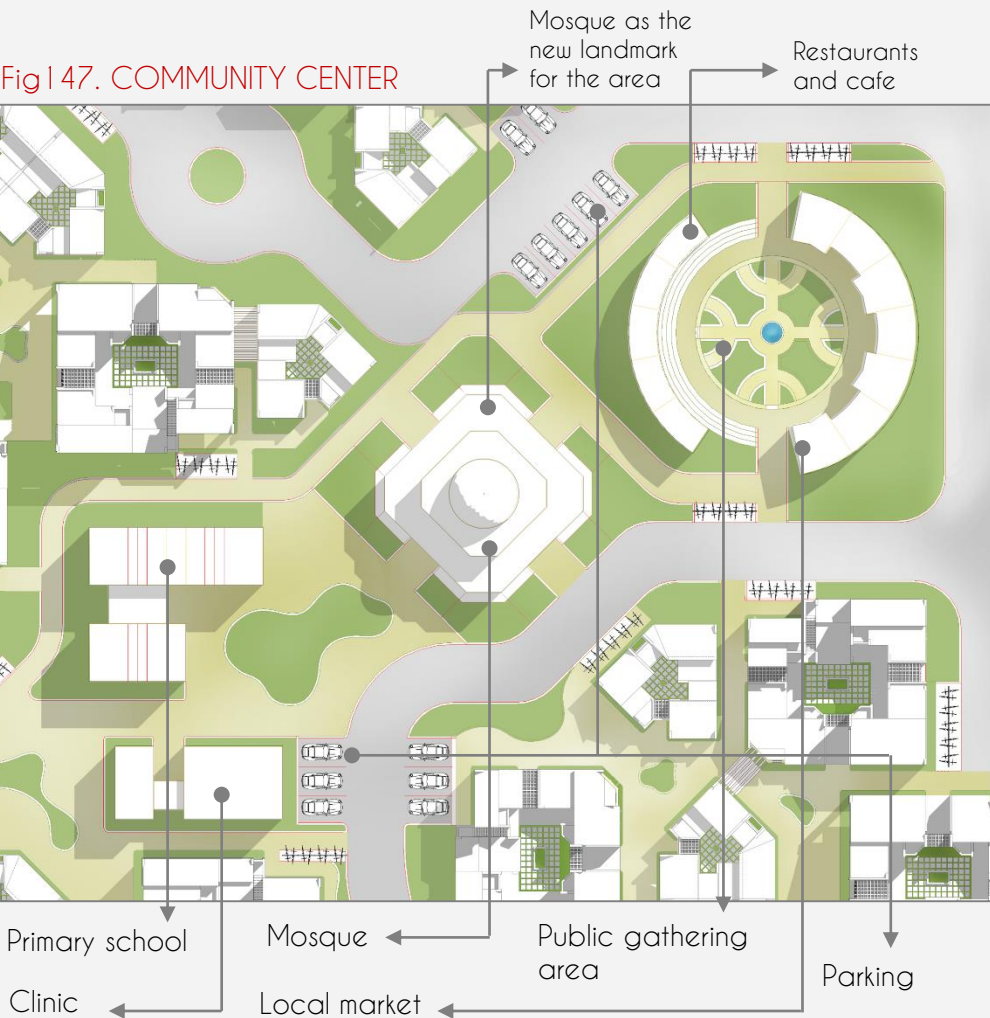 Mosque as the
new landmark
for the area
Restaurants
and cafe
Fig147. COMMUNITY CENTER
Primary school
Mosque
Public gathering
area
Parking
Clinic
Local market